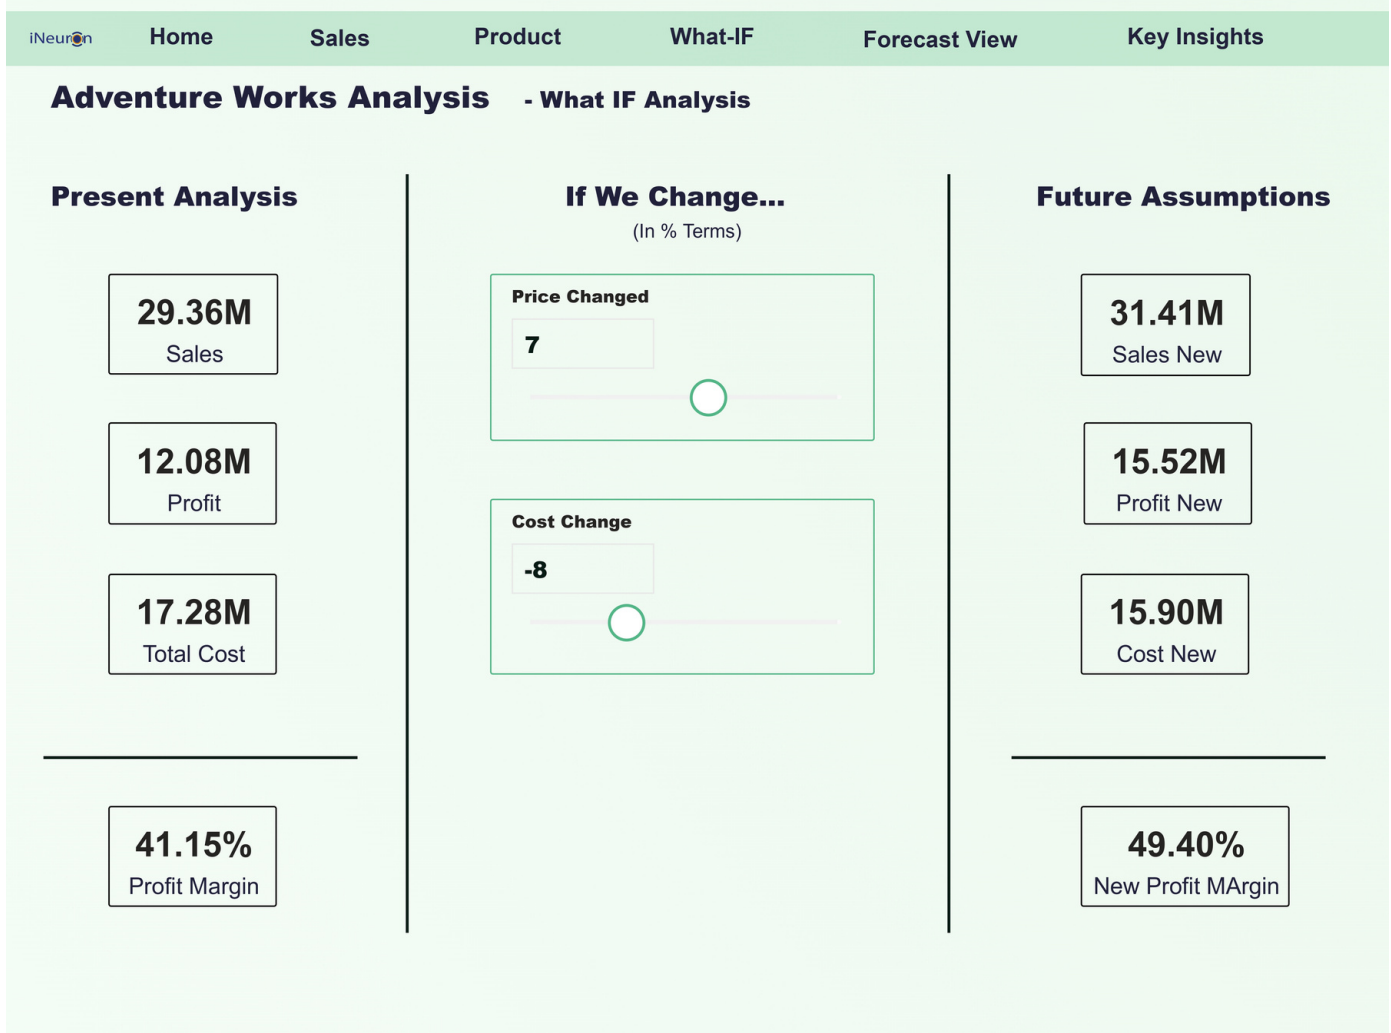 iNeuron Home Sales Product What-IF Forecast View Key Insights
Adventure Works Analysis - What IF Analysis
Present Analysis
29.36M
Sales
12.08M
Profit
17.28M
Total Cost
41.15%
Profit Margin
If We Change...
(In % Terms)
Price Changed
7
Cost Change
-8
Future Assumptions
31.41M
Sales New
15.52M
Profit New
15.90M
Cost New
49.40%
New Profit MArgin